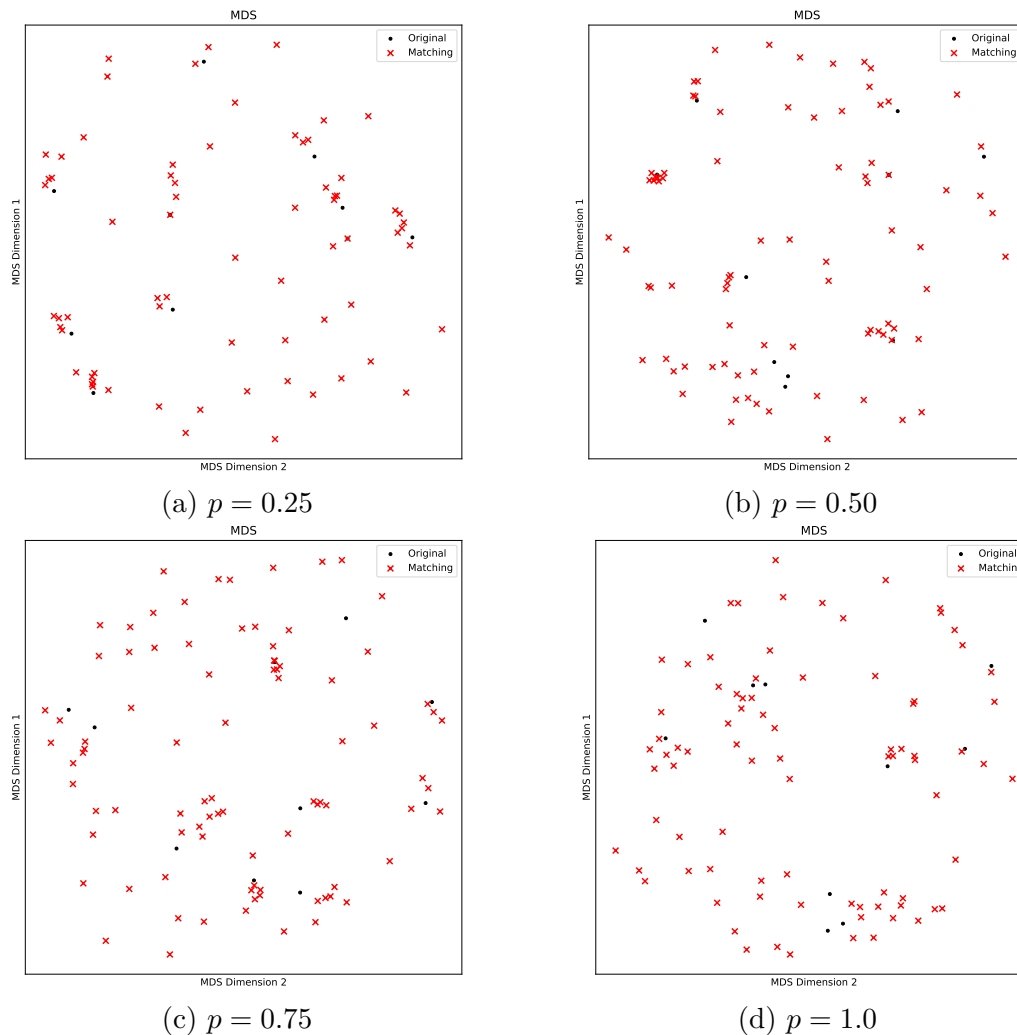 MDS
Original
Matching
MDS Dimension 1
MDS Dimension 2
(a) p = 0.25
MDS
Original
Matching
MDS Dimension 1
MDS Dimension 2
(b) p = 0.50
MDS
Original
Matching
MDS Dimension 1
MDS Dimension 2
(c) p = 0.75
MDS
Original
Matching
MDS Dimension 1
MDS Dimension 2
(d) p = 1.0